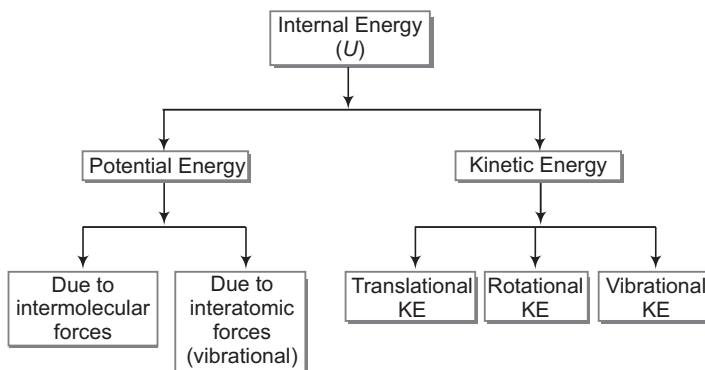 Internal Energy
(U)
Potential Energy
Kinetic Energy
Due to
intermolecular
forces
Due to
interatomic
forces
(vibrational)
Translational
KE
Rotational
KE
Vibrational
KE